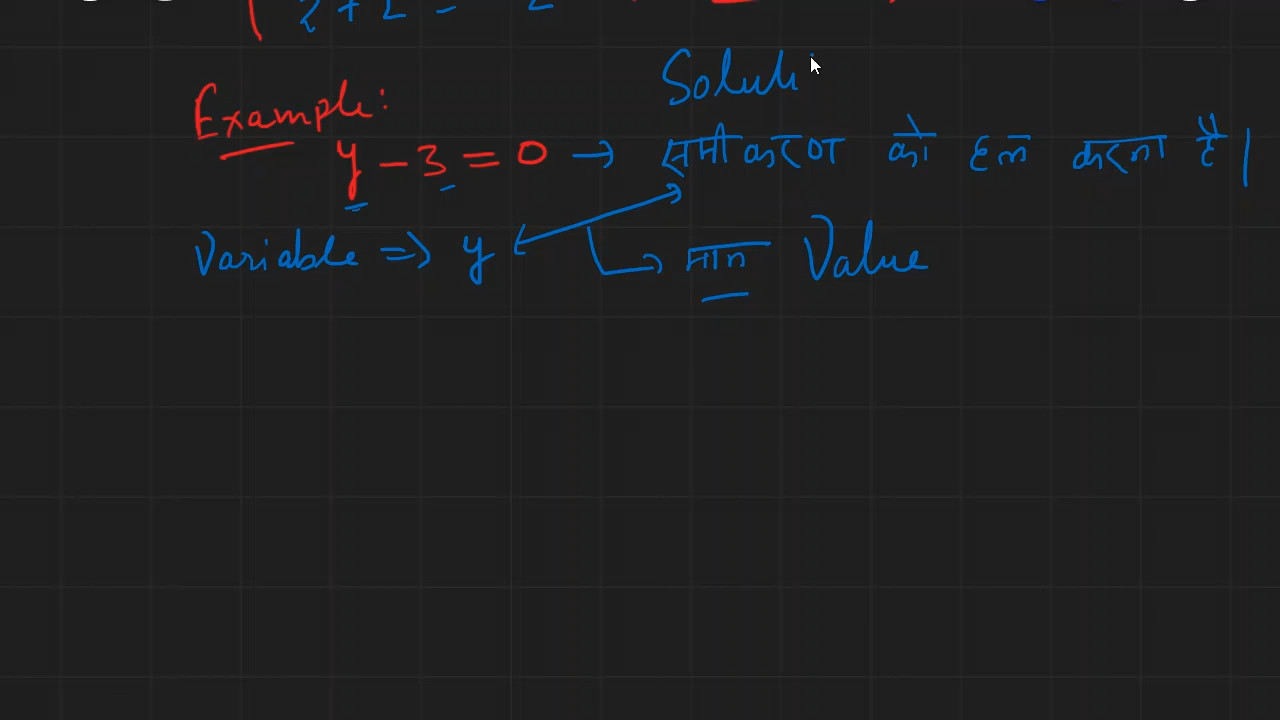 Example:
Soluti
y - 3 = 0 → समीकरण को हल करना है।
Variable => y मान Value